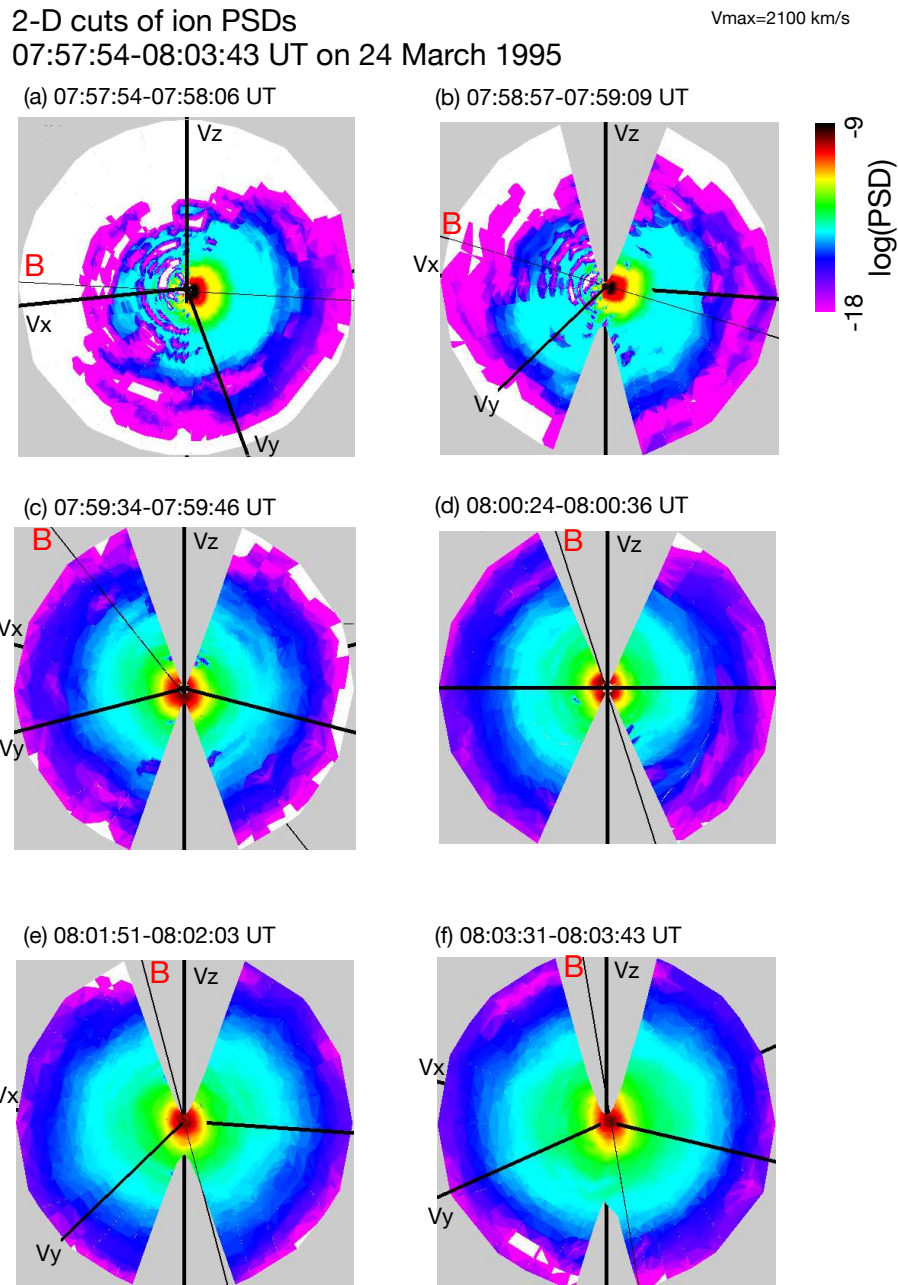 2-D cuts of ion PSDs
Vmax=2100 km/s
07:57:54-08:03:43 UT on 24 March 1995
(a) 07:57:54-07:58:06 UT
(b) 07:58:57-07:59:09 UT
Vz
B
Vx
Vy
Vz
B
Vx
Vy
-9
log(PSD)
-18
(c) 07:59:34-07:59:46 UT
(d) 08:00:24-08:00:36 UT
B
Vz
Vx
Vy
B
Vz
(e) 08:01:51-08:02:03 UT
(f) 08:03:31-08:03:43 UT
B
Vz
Vx
Vy
B
Vz
Vx
Vy